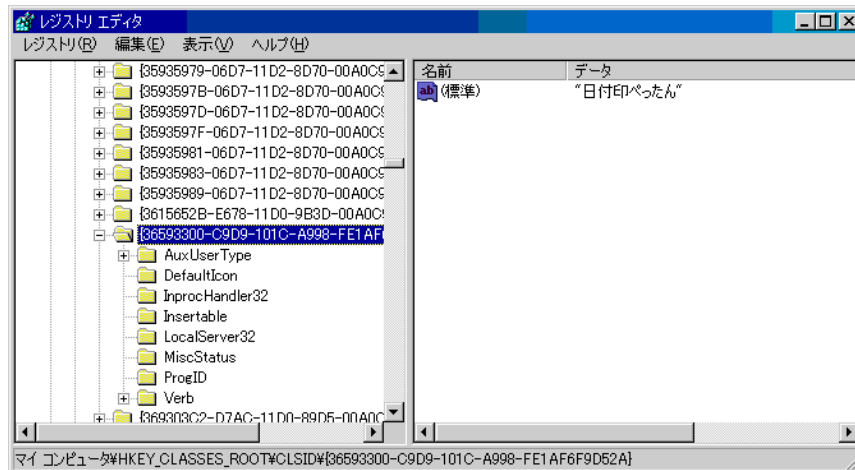 レジストリ エディタ
レジストリ(R) 編集(E) 表示(V) ヘルプ(H)
{35935979-06D7-11D2-8D70-00A0C9
{3593597B-06D7-11D2-8D70-00A0C9
{3593597D-06D7-11D2-8D70-00A0C9
{3593597F-06D7-11D2-8D70-00A0C9
{35935981-06D7-11D2-8D70-00A0C9
{35935983-06D7-11D2-8D70-00A0C9
{35935989-06D7-11D2-8D70-00A0C9
{3615652B-E678-11D0-9B3D-00A0C9
{36593300-C9D9-101C-A998-FE1AF6
AuxUserType
DefaultIcon
InprocHandler32
Insertable
LocalServer32
MiscStatus
ProgID
Verb
{369303C2-D7AC-11D0-89D5-00A0C
名前 データ
ab (標準) "日付印ぺったん"
マイ コンピュータ¥HKEY_CLASSES_ROOT¥CLSID¥{36593300-C9D9-101C-A998-FE1AF6F9D52A}